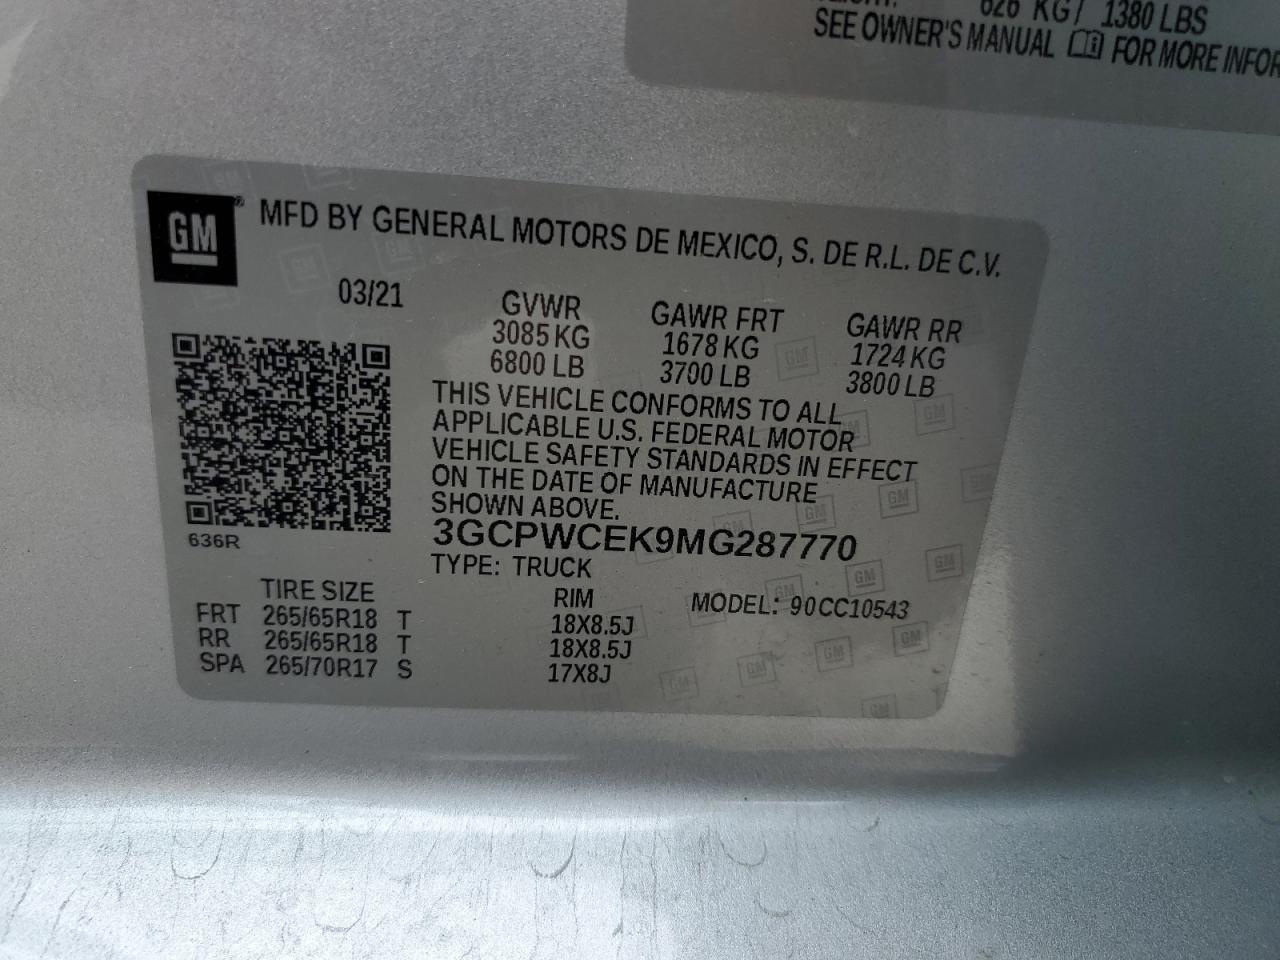 626 KG / 1380 LBS
SEE OWNER'S MANUAL FOR MORE INFOR
GM® MFD BY GENERAL MOTORS DE MEXICO, S. DE R.L. DE C.V.
03/21
GVWR GAWR FRT GAWR RR
3085 KG 1678 KG 1724 KG
6800 LB 3700 LB 3800 LB
THIS VEHICLE CONFORMS TO ALL
APPLICABLE U.S. FEDERAL MOTOR
VEHICLE SAFETY STANDARDS IN EFFECT
ON THE DATE OF MANUFACTURE
SHOWN ABOVE.
636R 3GCPWCEK9MG287770
TYPE: TRUCK
TIRE SIZE RIM MODEL: 90CC10543
FRT 265/65R18 T 18X8.5J
RR 265/65R18 T 18X8.5J
SPA 265/70R17 S 17X8J